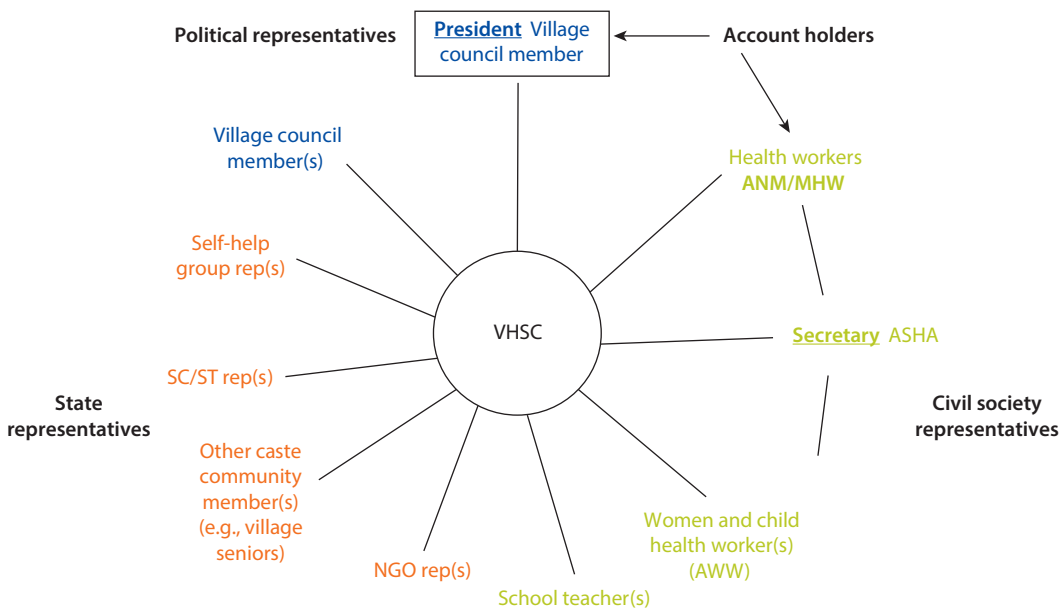 Political representatives
President Village
council member
Account holders
Village council
member(s)
Health workers
ANM/MHW
Self-help
group rep(s)
VHSC
Secretary ASHA
SC/ST rep(s)
State
representatives
Civil society
representatives
Other caste
community
member(s)
(e.g., village
seniors)
NGO rep(s)
School teacher(s)
Women and child
health worker(s)
(AWW)